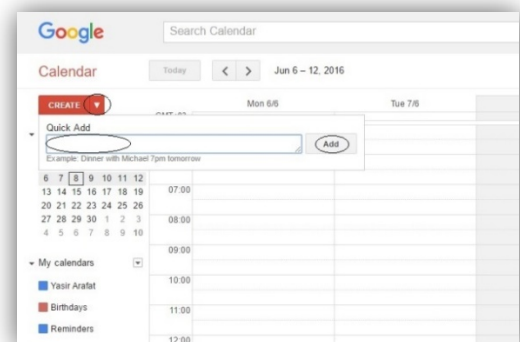 Google
Search Calendar
Calendar
Today
Jun 6 – 12, 2016
CREATE
Mon 6/6
Tue 7/6
Quick Add
Add
Example: Dinner with Michael 7pm tomorrow
6 7 8 9 10 11 12
13 14 15 16 17 18 19
20 21 22 23 24 25 26
27 28 29 30 1 2 3
4 5 6 7 8 9 10
07:00
08:00
09:00
My calendars
10:00
Yasir Arafat
Birthdays
11:00
Reminders
12:00